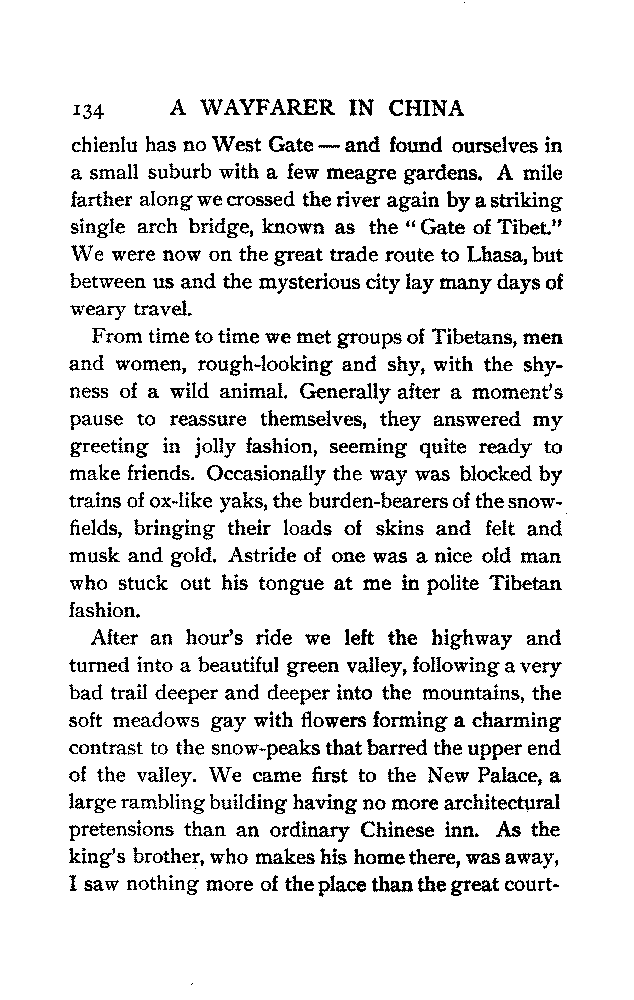 134 A WAYFARER IN CHINA
chienlu has no West Gate — and found ourselves in
a small suburb with a few meagre gardens. A mile
farther along we crossed the river again by a striking
single arch bridge, known as the "Gate of Tibet."
We were now on the great trade route to Lhasa, but
between us and the mysterious city lay many days of
weary travel.
From time to time we met groups of Tibetans, men
and women, rough-looking and shy, with the shy-
ness of a wild animal. Generally after a moment's
pause to reassure themselves, they answered my
greeting in jolly fashion, seeming quite ready to
make friends. Occasionally the way was blocked by
trains of ox-like yaks, the burden-bearers of the snow-
fields, bringing their loads of skins and felt and
musk and gold. Astride of one was a nice old man
who stuck out his tongue at me in polite Tibetan
fashion.
After an hour's ride we left the highway and
turned into a beautiful green valley, following a very
bad trail deeper and deeper into the mountains, the
soft meadows gay with flowers forming a charming
contrast to the snow-peaks that barred the upper end
of the valley. We came first to the New Palace, a
large rambling building having no more architectural
pretensions than an ordinary Chinese inn. As the
king's brother, who makes his home there, was away,
I saw nothing more of the place than the great court-